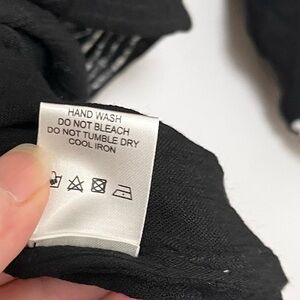 HAND WASH
DO NOT BLEACH
DO NOT TUMBLE DRY
COOL IRON